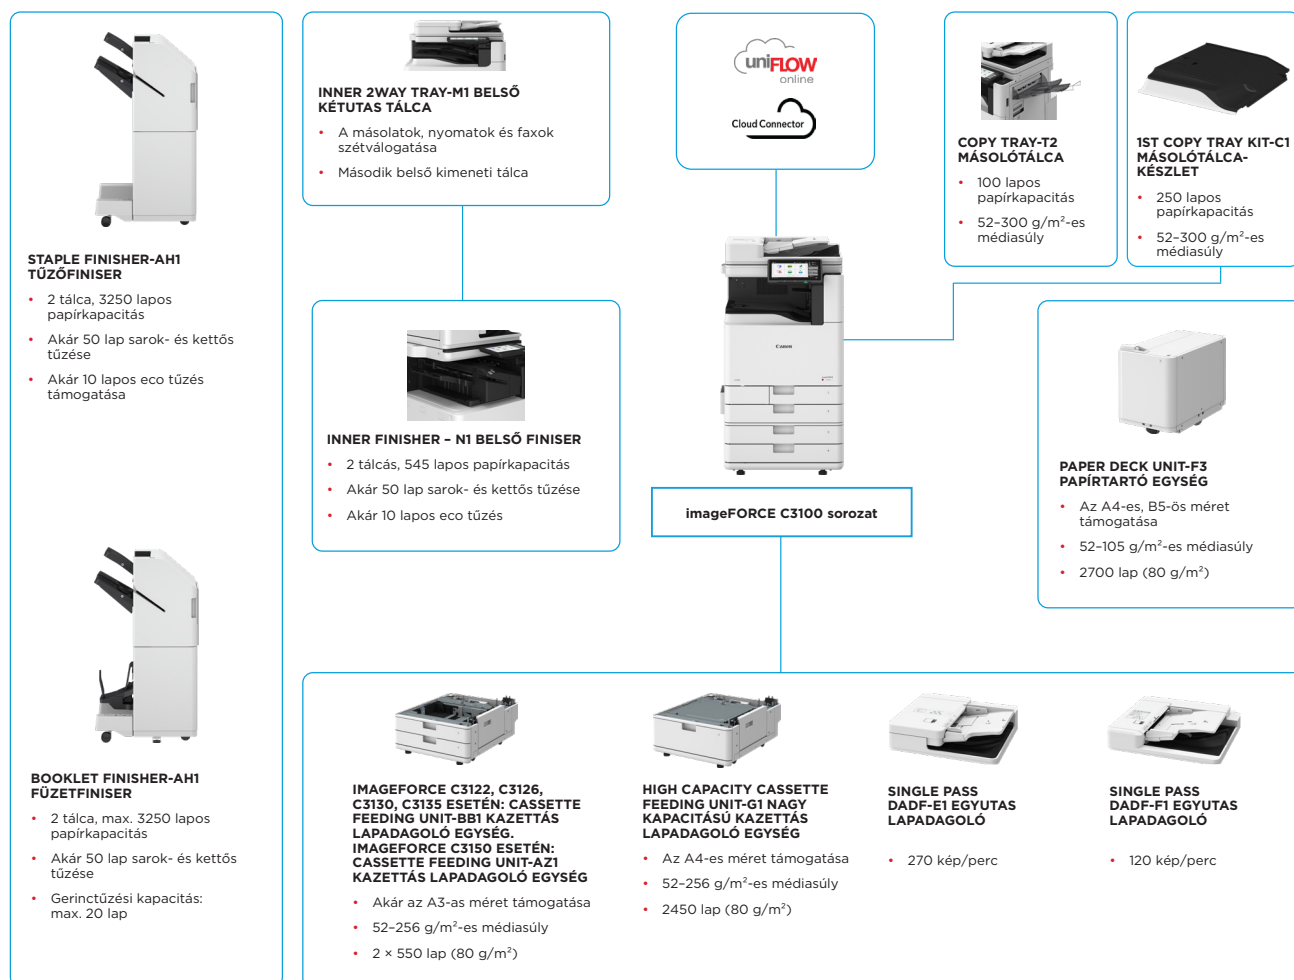 STAPLE FINISHER-AH1
TŰZŐFINISER
• 2 tálca, 3250 lapos
papírkapacitás
• Akár 50 lap sarok- és kettős
tűzése
• Akár 10 lapos eco tűzés
támogatása
BOOKLET FINISHER-AH1
FÜZETFINISER
• 2 tálca, max. 3250 lapos
papírkapacitás
• Akár 50 lap sarok- és kettős
tűzése
• Gerinctűzési kapacitás:
max. 20 lap
INNER 2WAY TRAY-M1 BELSŐ
KÉTUTAS TÁLCA
• A másolatok, nyomatok és faxok
szétválogatása
• Második belső kimeneti tálca
INNER FINISHER – N1 BELSŐ FINISER
• 2 tálcás, 545 lapos papírkapacitás
• Akár 50 lap sarok- és kettős tűzése
• Akár 10 lapos eco tűzés
uniFLOW
online
Cloud Connector
Canon
imageFORCE C3100 sorozat
COPY TRAY-T2
MÁSOLÓTÁLCA
• 100 lapos
papírkapacitás
• 52–300 g/m²-es
médiasúly
1ST COPY TRAY KIT-C1
MÁSOLÓTÁLCA-
KÉSZLET
• 250 lapos
papírkapacitás
• 52–300 g/m²-es
médiasúly
PAPER DECK UNIT-F3
PAPÍRTARTÓ EGYSÉG
• Az A4-es, B5-ös méret
támogatása
• 52–105 g/m²-es médiasúly
• 2700 lap (80 g/m²)
IMAGEFORCE C3122, C3126,
C3130, C3135 ESETÉN: CASSETTE
FEEDING UNIT-BB1 KAZETTÁS
LAPADAGOLÓ EGYSÉG.
IMAGEFORCE C3150 ESETÉN:
CASSETTE FEEDING UNIT-AZ1
KAZETTÁS LAPADAGOLÓ EGYSÉG
• Akár az A3-as méret támogatása
• 52–256 g/m²-es médiasúly
• 2 × 550 lap (80 g/m²)
HIGH CAPACITY CASSETTE
FEEDING UNIT-G1 NAGY
KAPACITÁSÚ KAZETTÁS
LAPADAGOLÓ EGYSÉG
• Az A4-es méret támogatása
• 52–256 g/m²-es médiasúly
• 2450 lap (80 g/m²)
SINGLE PASS
DADF-E1 EGYUTAS
LAPADAGOLÓ
• 270 kép/perc
SINGLE PASS
DADF-F1 EGYUTAS
LAPADAGOLÓ
• 120 kép/perc